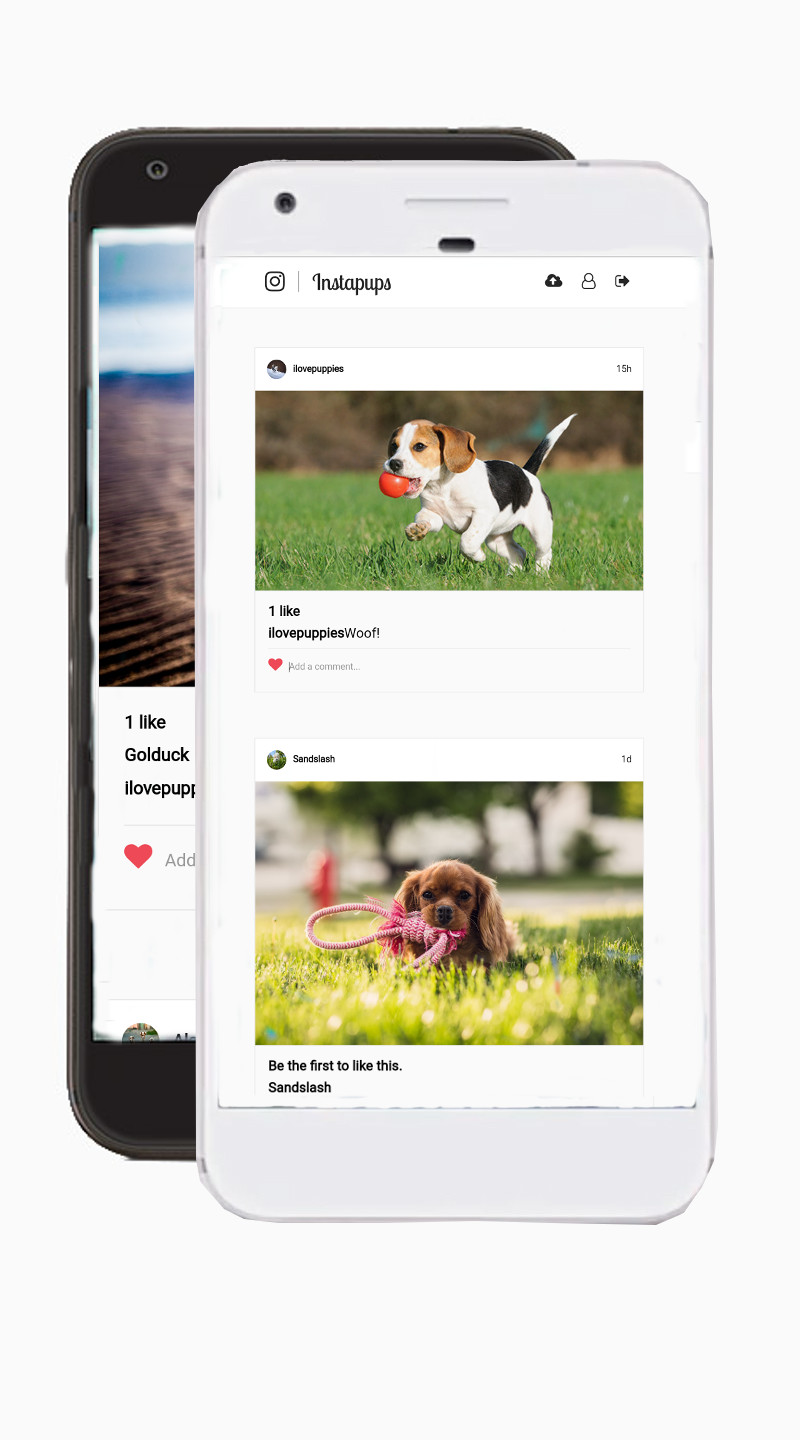 Instapups
ilovepuppies 15h
1 like
ilovepuppiesWoof!
Add a comment...
Sandslash 1d
Be the first to like this.
Sandslash
1 like
Golduck
ilovepupp
Add